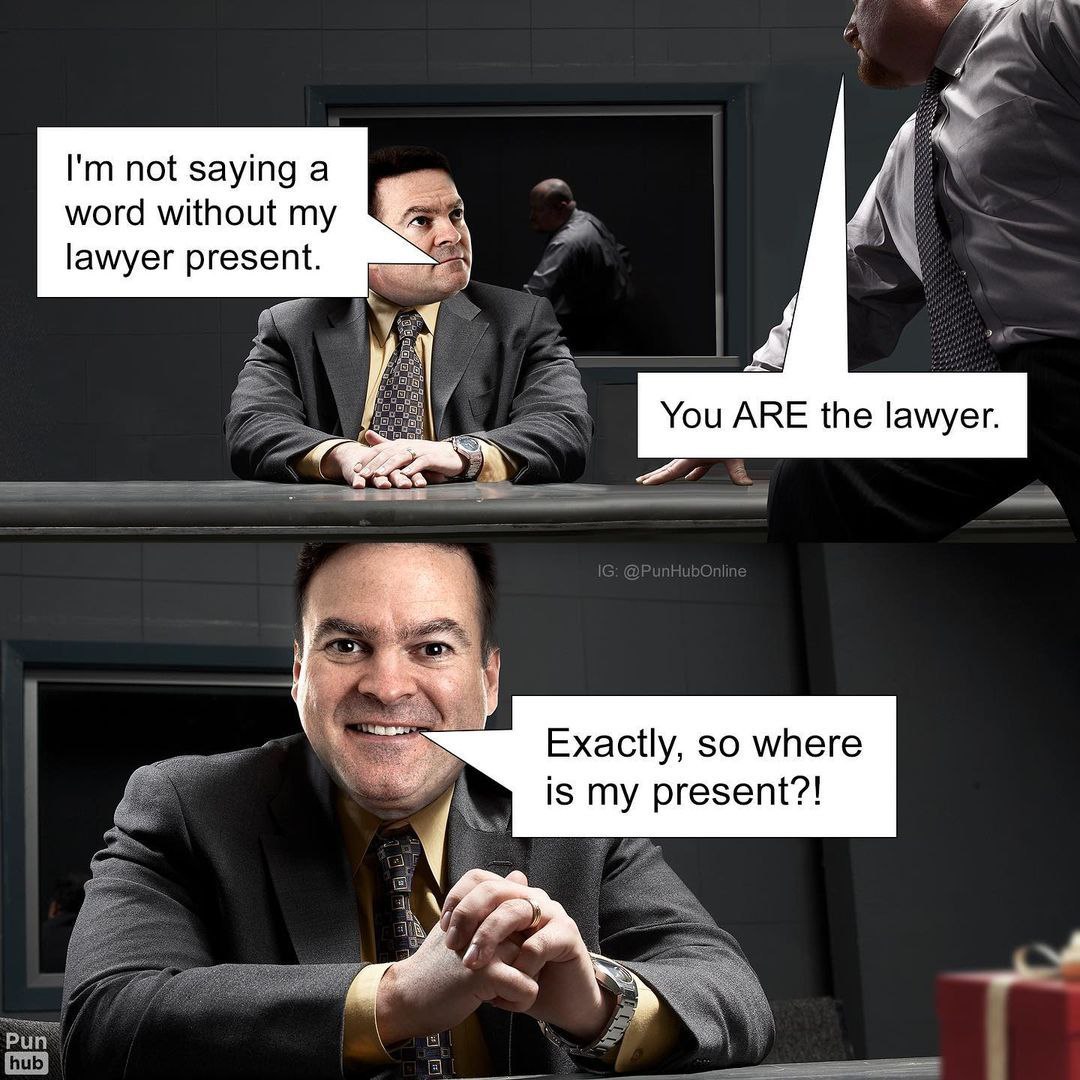 I'm not saying a
word without my
lawyer present.
You ARE the lawyer.
IG: @PunHubOnline
Exactly, so where
is my present?!
Pun
hub